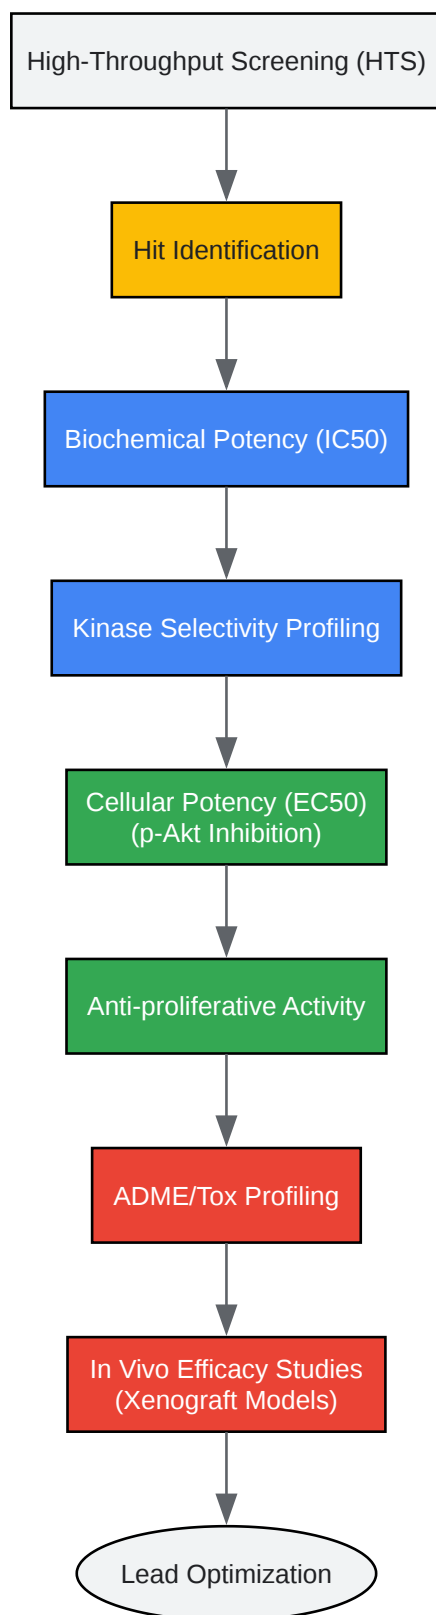 High-Throughput Screening (HTS)
Hit Identification
Biochemical Potency (IC50)
Kinase Selectivity Profiling
Cellular Potency (EC50)
(p-Akt Inhibition)
Anti-proliferative Activity
ADME/Tox Profiling
In Vivo Efficacy Studies
(Xenograft Models)
Lead Optimization